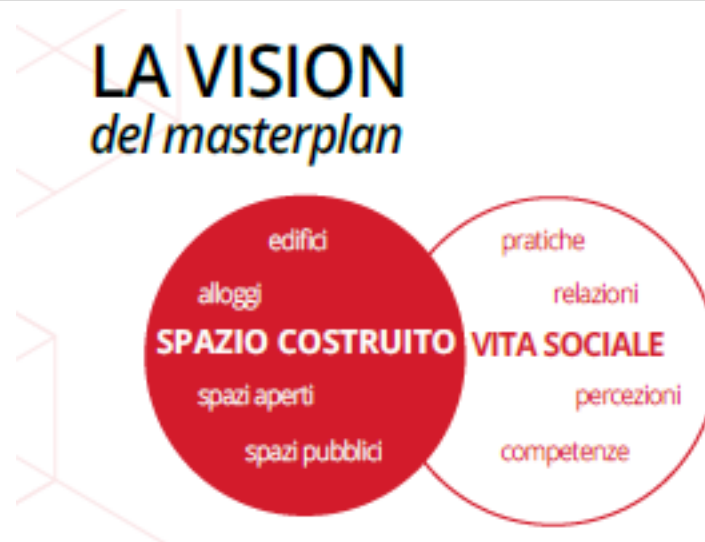 LA VISION
del masterplan
edifici
alloggi
SPAZIO COSTRUITO
spazi aperti
spazi pubblici
pratiche
relazioni
VITA SOCIALE
percezioni
competenze